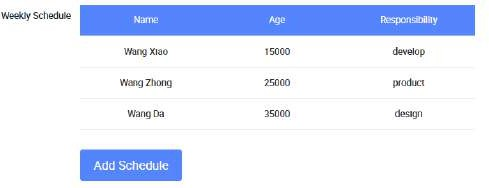 Weekly Schedule Name Age Responsibility
Wang Xiao 15000 develop
Wang Zhong 25000 product
Wang Da 35000 design
Add Schedule